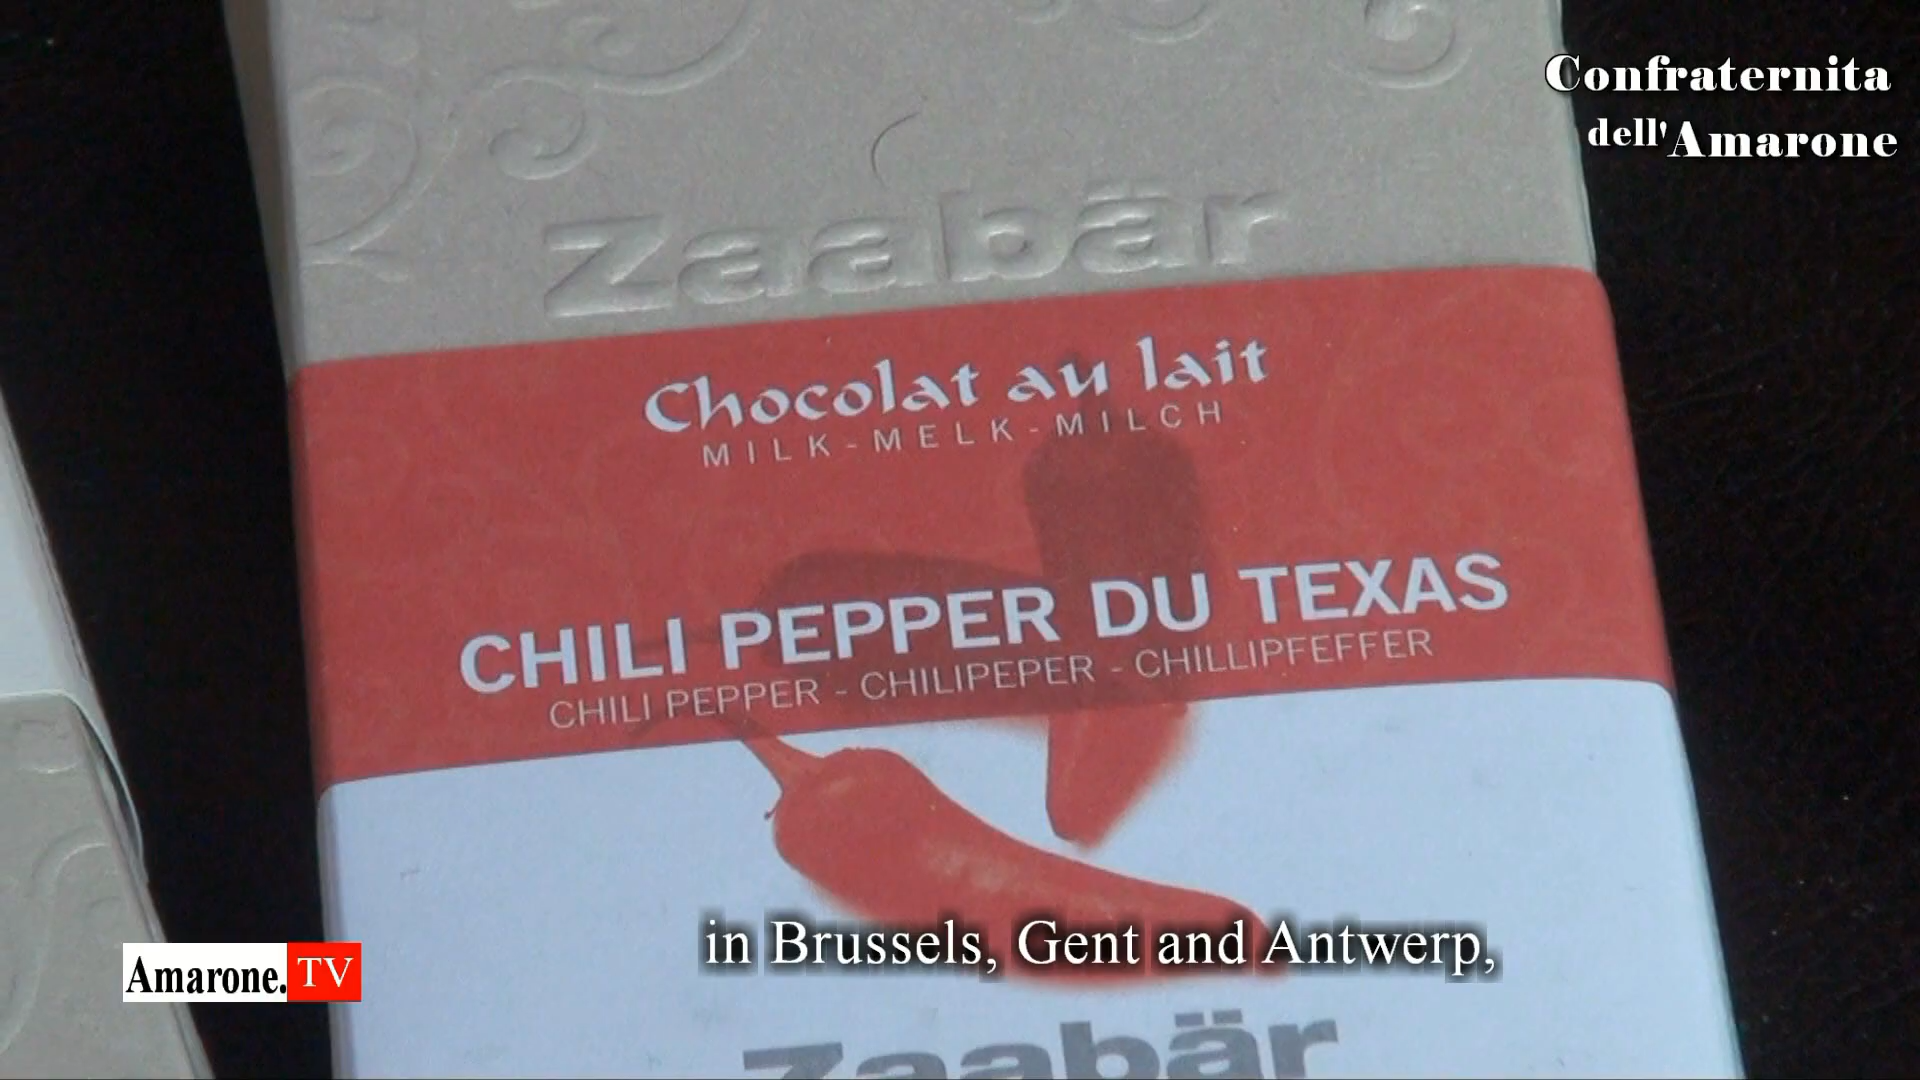 Confraternita
dell'Amarone
Zaabär
Chocolat au lait
MILK-MELK-MILCH
CHILI PEPPER DU TEXAS
CHILI PEPPER - CHILIPEPER - CHILLIPFEFFER
in Brussels, Gent and Antwerp,
Amarone.TV
Zaabär